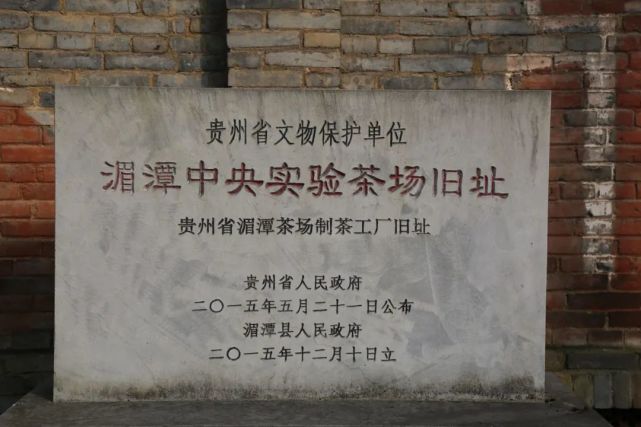 贵州省文物保护单位
湄潭中央实验茶场旧址
贵州省湄潭茶场制茶工厂旧址
贵州省人民政府
二〇一五年五月二十一日公布
湄潭县人民政府
二〇一五年十二月十日立